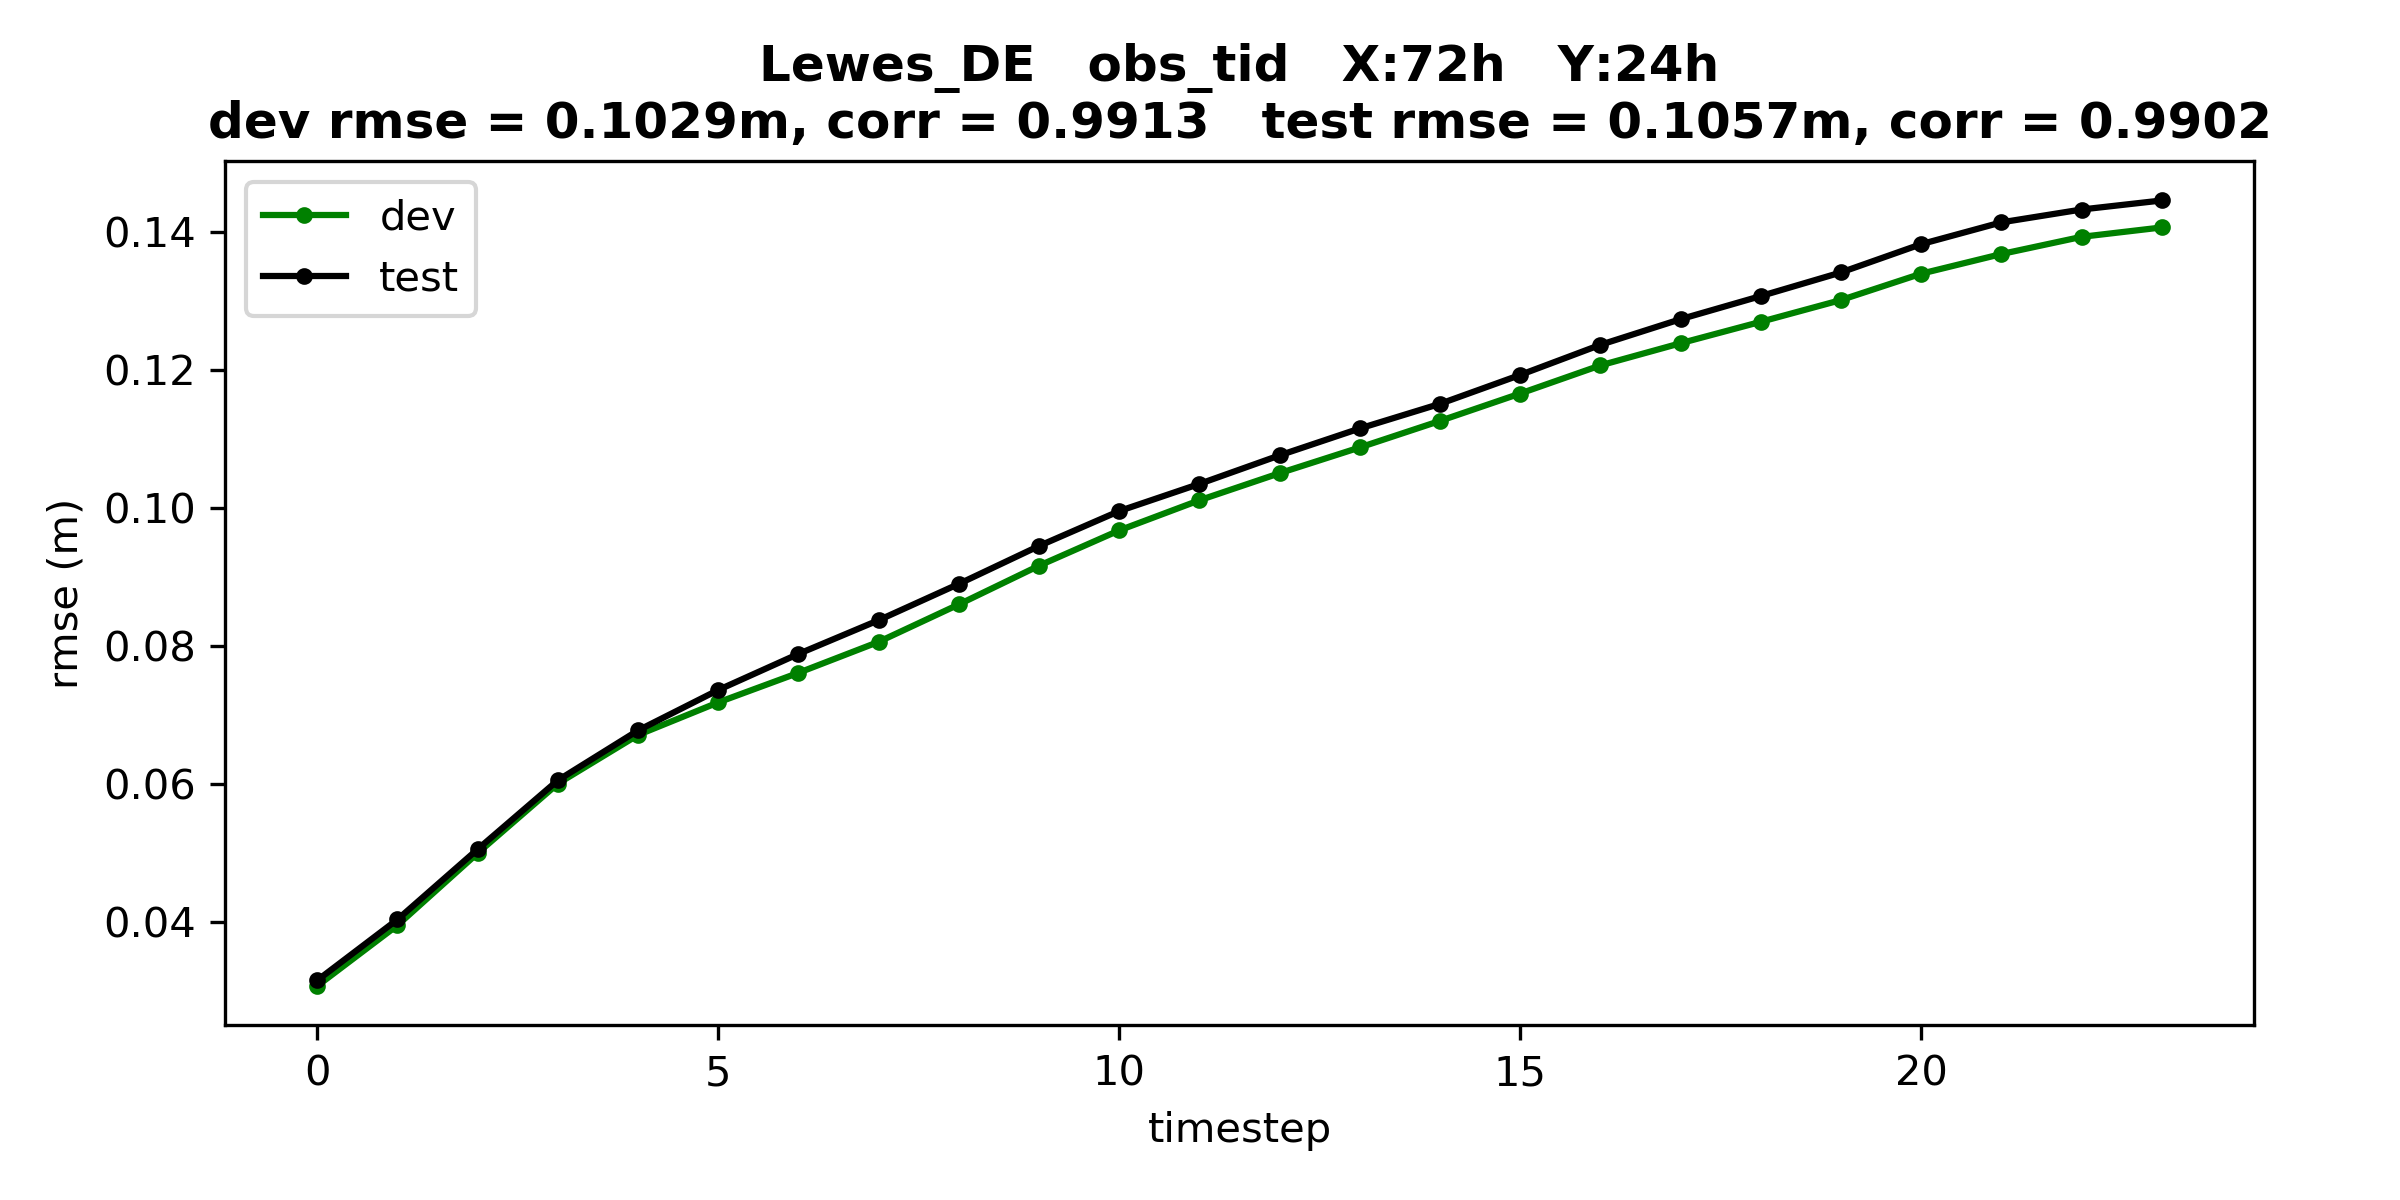 Lewes_DE   obs_tid   X:72h   Y:24h
dev rmse = 0.1029m, corr = 0.9913   test rmse = 0.1057m, corr = 0.9902
dev
test
0.14
0.12
0.10
0.08
0.06
0.04
rmse (m)
0 5 10 15 20
timestep